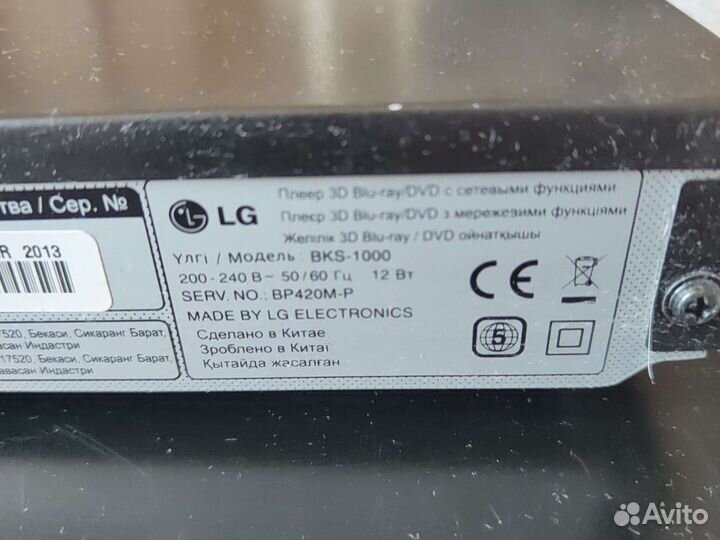 тва / Сер. №
R 2013
7520, Бекаси, Сикаранг Барат,
васан Индастри
17520, Бекаси, Сикаранг Барат,
авасан Индастри
LG
Плеер 3D Blu-ray/DVD с сетевыми функциями
Плеєр 3D Blu-ray/DVD з мережевими функціями
Желілік 3D Blu-ray / DVD ойнатқышы
Үлгі / Модель : BKS-1000
200 - 240 В~ 50 / 60 Гц 12 Вт
SERV. NO.: BP420M-P
MADE BY LG ELECTRONICS
Сделано в Китае
Зроблено в Китаї
Қытайда жасалған
CE
5
Avito